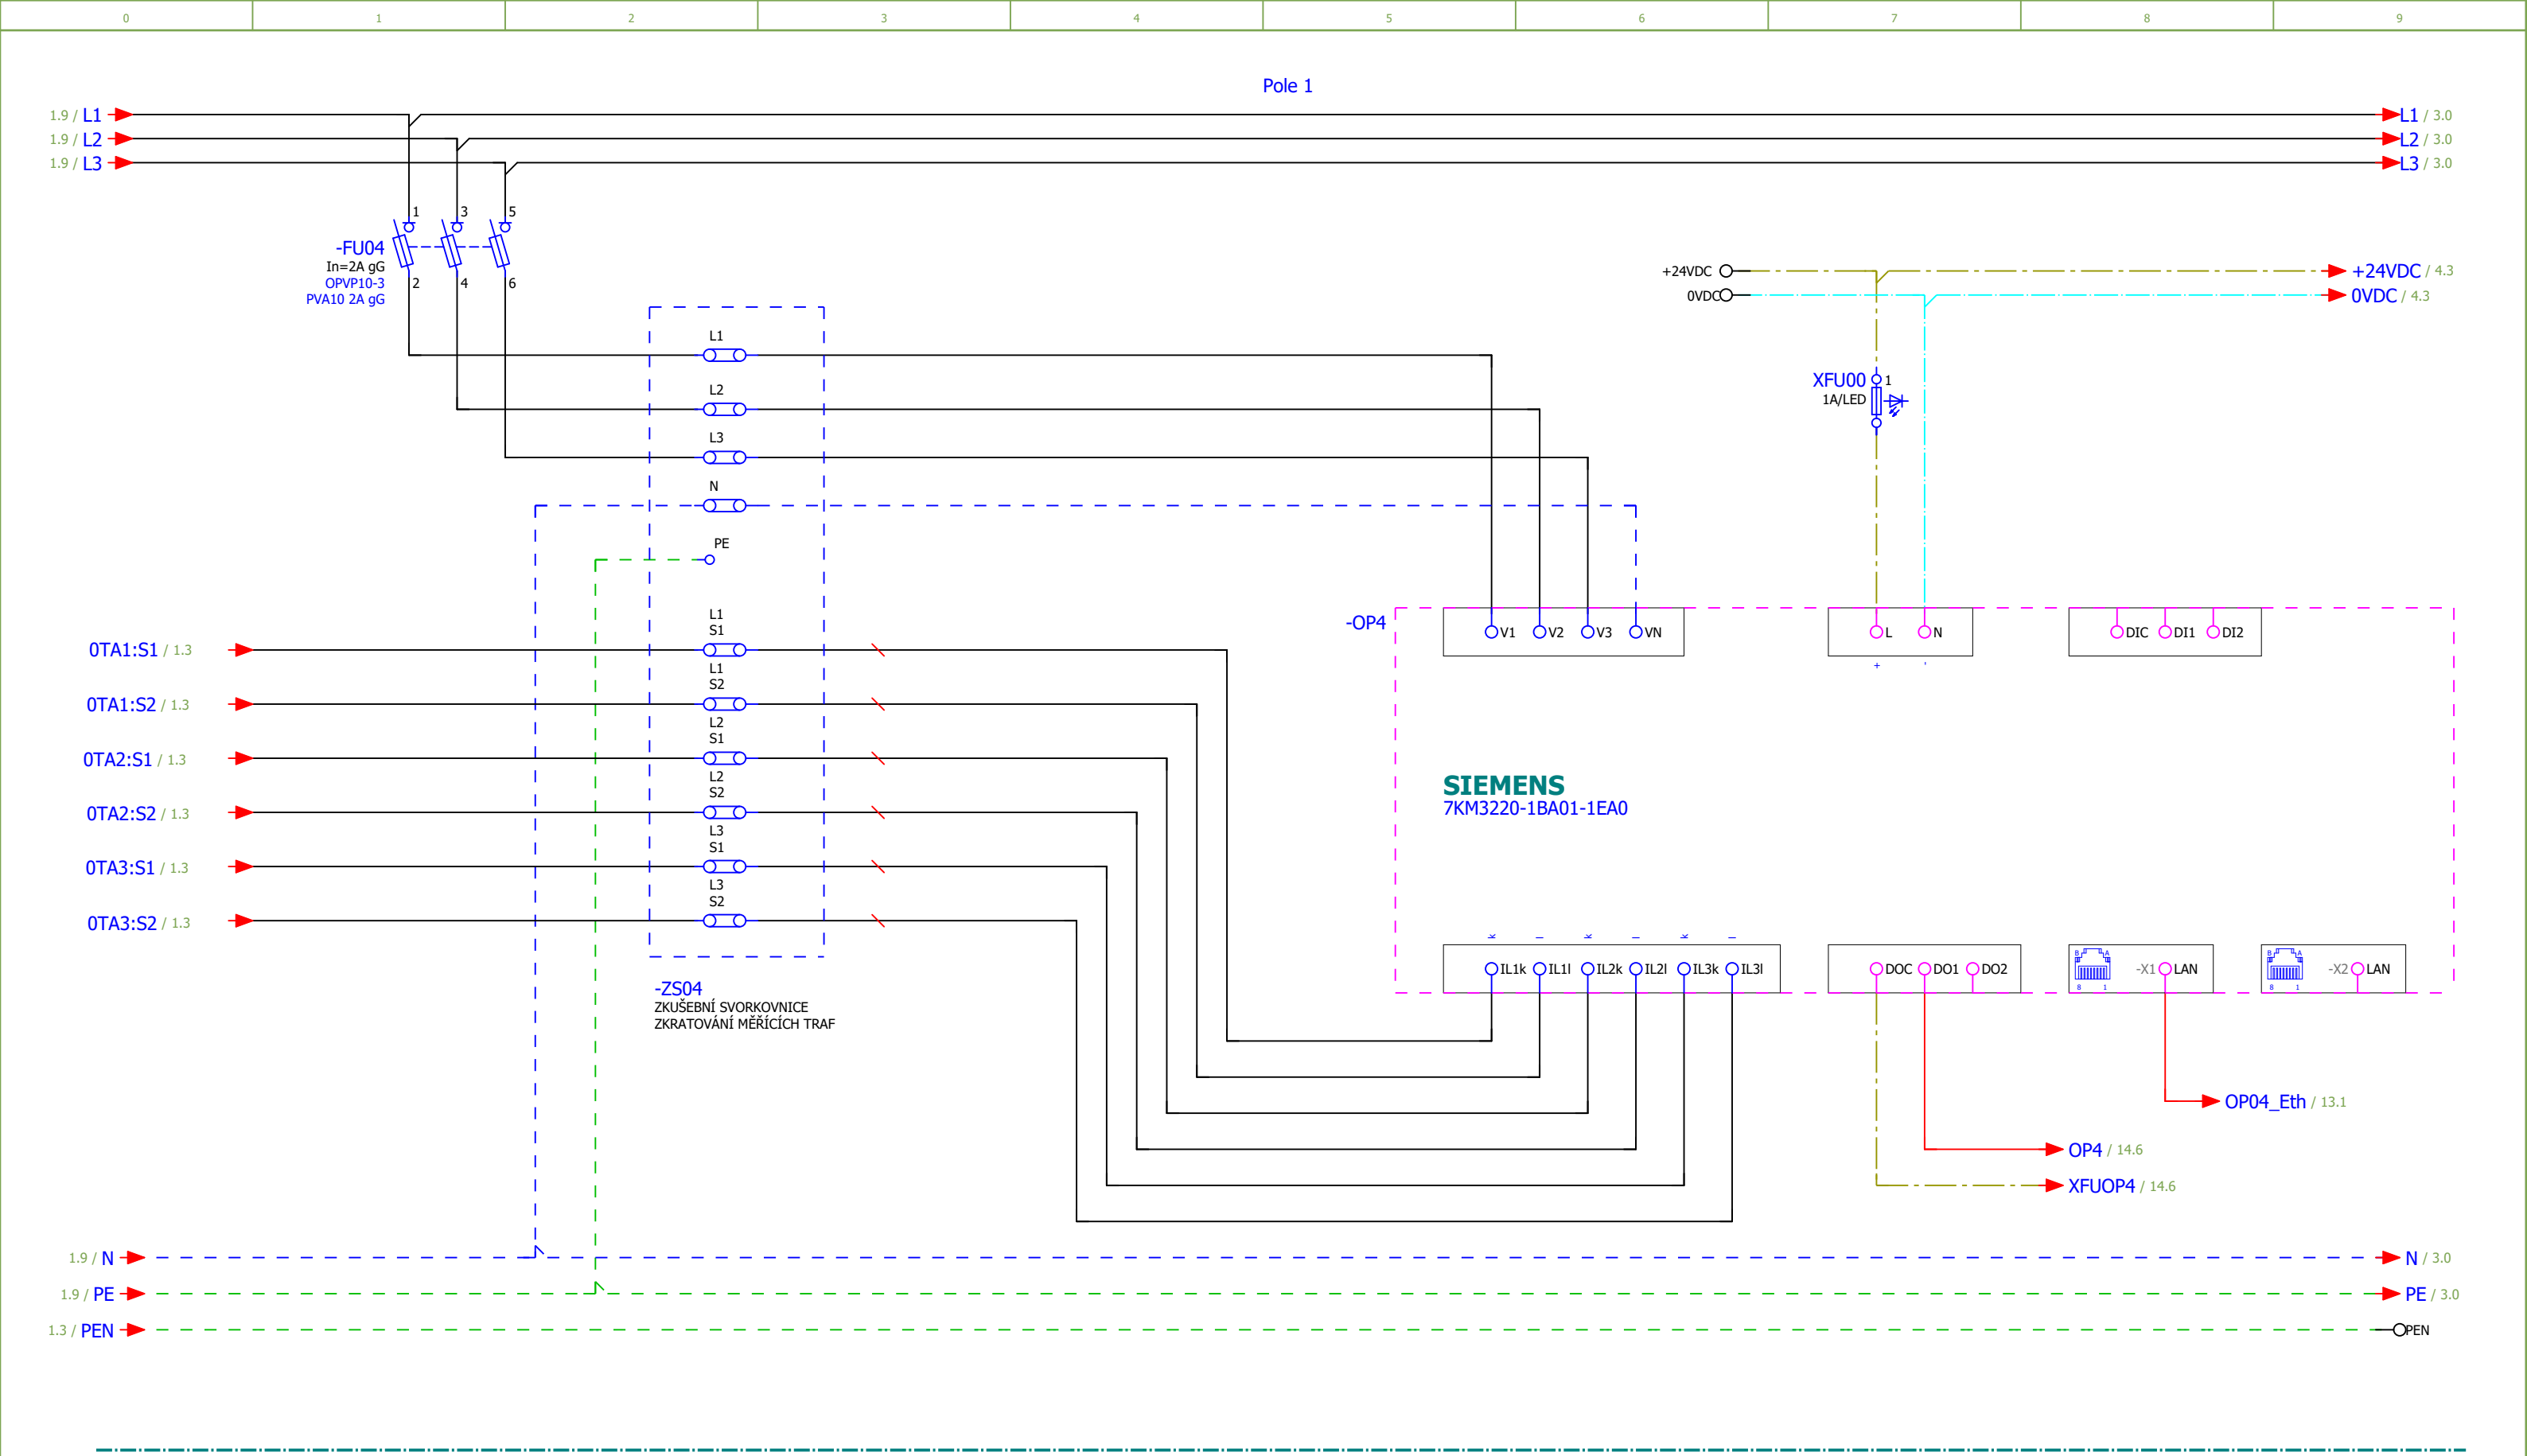 0 1 2 3 4 5 6 7 8 9
Pole 1
1.9 / L1
L1 / 3.0
1.9 / L2
L2 / 3.0
1.9 / L3
L3 / 3.0
1 3 5
-FU04
In=2A gG
OPVP10-3
PVA10 2A gG
2 4 6
+24VDC
+24VDC / 4.3
0VDC
0VDC / 4.3
L1
L2
L3
N
PE
XFU00 1
1A/LED
-OP4
V1 V2 V3 VN
L N
+ -
DIC DI1 DI2
L1
S1
0TA1:S1 / 1.3
L1
S2
0TA1:S2 / 1.3
L2
S1
0TA2:S1 / 1.3
L2
S2
0TA2:S2 / 1.3
L3
S1
0TA3:S1 / 1.3
L3
S2
0TA3:S2 / 1.3
SIEMENS
7KM3220-1BA01-1EA0
k l k l k l
IL1k IL1l IL2k IL2l IL3k IL3l
DOC DO1 DO2
B A
8 1
-X1 LAN
B A
8 1
-X2 LAN
-ZS04
ZKUŠEBNÍ SVORKOVNICE
ZKRATOVÁNÍ MĚŘÍCÍCH TRAF
OP04_Eth / 13.1
OP4 / 14.6
XFUOP4 / 14.6
1.9 / N
N / 3.0
1.9 / PE
PE / 3.0
1.3 / PEN
PEN